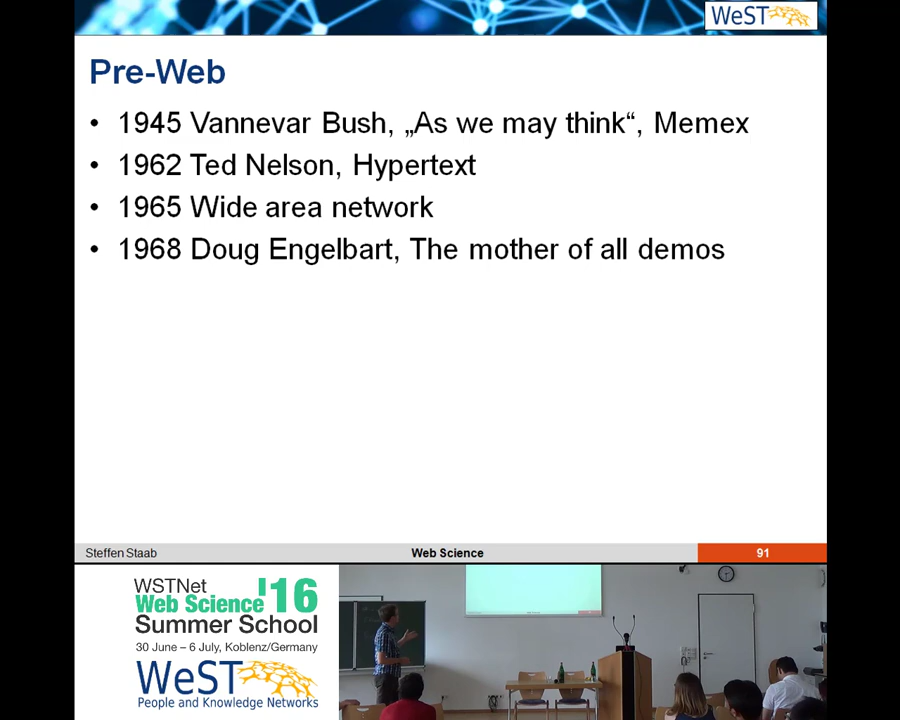 WeST
Pre-Web
• 1945 Vannevar Bush, „As we may think“, Memex
• 1962 Ted Nelson, Hypertext
• 1965 Wide area network
• 1968 Doug Engelbart, The mother of all demos
Steffen Staab
Web Science
91
WSTNet
Web Science '16
Summer School
30 June – 6 July, Koblenz/Germany
WeST
People and Knowledge Networks